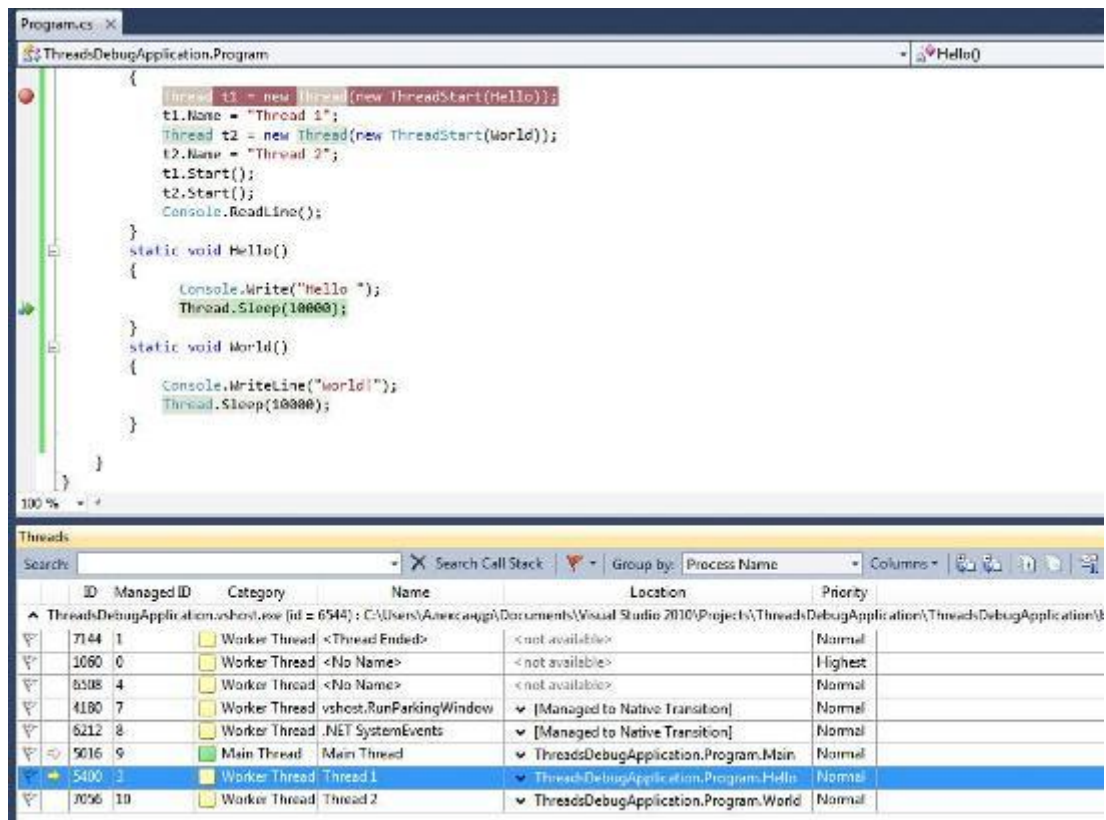 Program.cs ×
ThreadsDebugApplication.Program Hello()
{
Thread t1 = new Thread(new ThreadStart(Hello));
t1.Name = "Thread 1";
Thread t2 = new Thread(new ThreadStart(World));
t2.Name = "Thread 2";
t1.Start();
t2.Start();
Console.ReadLine();
}
static void Hello()
{
Console.Write("Hello ");
Thread.Sleep(10000);
}
static void World()
{
Console.WriteLine("world!");
Thread.Sleep(10000);
}
}
}
100 %
Threads
Search: Search Call Stack Group by: Process Name Columns
ID Managed ID Category Name Location Priority
ThreadsDebugApplication.vshost.exe (id = 6544) : C:\Users\Александр\Documents\Visual Studio 2010\Projects\ThreadsDebugApplication\ThreadsDebugApplication\b
7144 1 Worker Thread <Thread Ended> <not available> Normal
1060 0 Worker Thread <No Name> <not available> Highest
6508 4 Worker Thread <No Name> <not available> Normal
4180 7 Worker Thread vshost.RunParkingWindow [Managed to Native Transition] Normal
6212 8 Worker Thread .NET SystemEvents [Managed to Native Transition] Normal
5016 9 Main Thread Main Thread ThreadsDebugApplication.Program.Main Normal
5400 3 Worker Thread Thread 1 ThreadsDebugApplication.Program.Hello Normal
7056 10 Worker Thread Thread 2 ThreadsDebugApplication.Program.World Normal